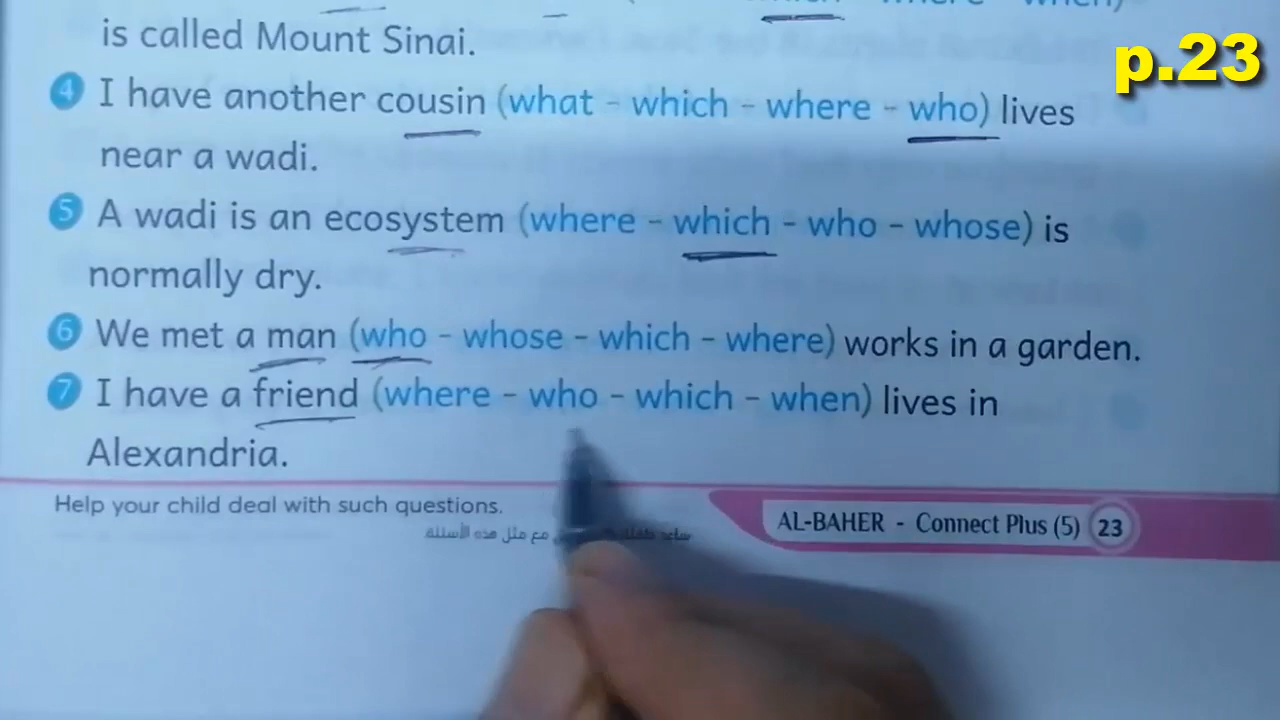 is called Mount Sinai.
p.23
4 I have another cousin (what - which - where - who) lives
near a wadi.
5 A wadi is an ecosystem (where - which - who - whose) is
normally dry.
6 We met a man (who - whose - which - where) works in a garden.
7 I have a friend (where - who - which - when) lives in
Alexandria.
Help your child deal with such questions.
ساعد مع مثل هذه الأسئلة
AL-BAHER - Connect Plus (5) 23